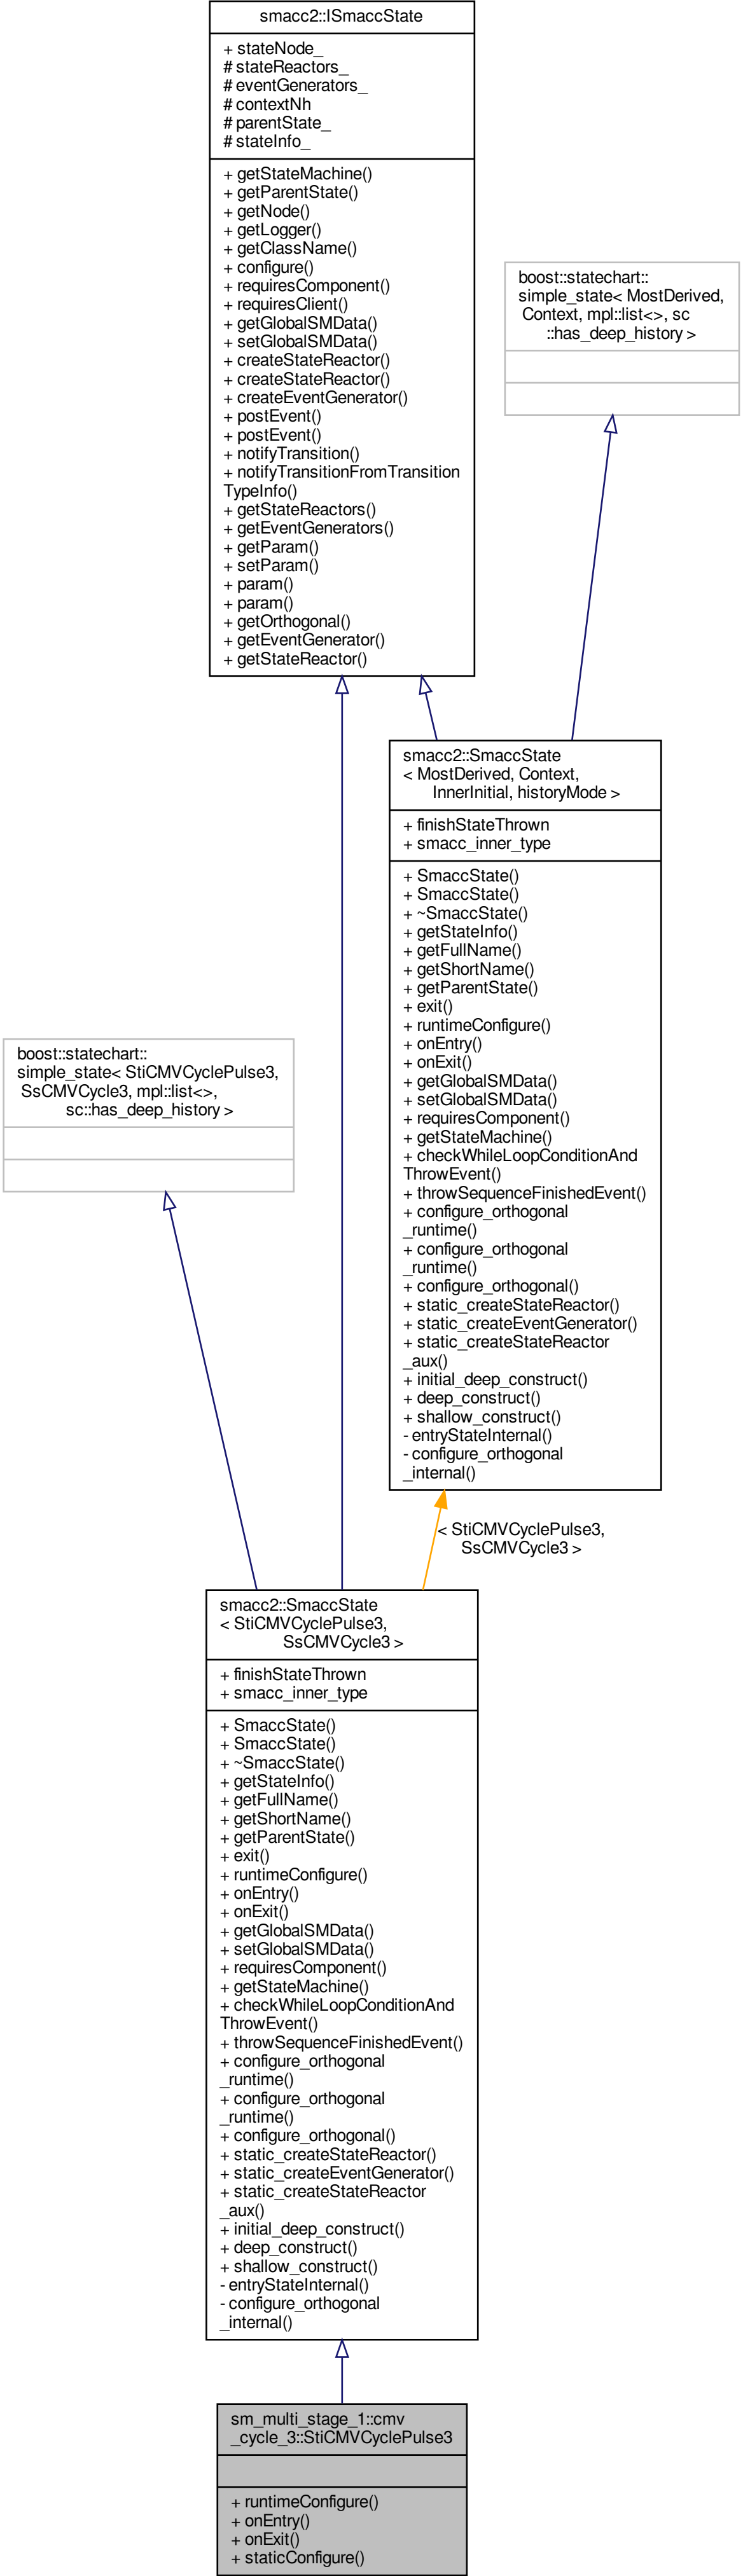 smacc2::ISmaccState
+ stateNode_
# stateReactors_
# eventGenerators_
# contextNh
# parentState_
# stateInfo_
+ getStateMachine()
+ getParentState()
+ getNode()
+ getLogger()
+ getClassName()
+ configure()
+ requiresComponent()
+ requiresClient()
+ getGlobalSMData()
+ setGlobalSMData()
+ createStateReactor()
+ createStateReactor()
+ createEventGenerator()
+ postEvent()
+ postEvent()
+ notifyTransition()
+ notifyTransitionFromTransition
TypeInfo()
+ getStateReactors()
+ getEventGenerators()
+ getParam()
+ setParam()
+ param()
+ param()
+ getOrthogonal()
+ getEventGenerator()
+ getStateReactor()
boost::statechart::
simple_state< MostDerived,
Context, mpl::list<>, sc
::has_deep_history >
smacc2::SmaccState
< MostDerived, Context,
InnerInitial, historyMode >
+ finishStateThrown
+ smacc_inner_type
+ SmaccState()
+ SmaccState()
+ ~SmaccState()
+ getStateInfo()
+ getFullName()
+ getShortName()
+ getParentState()
+ exit()
+ runtimeConfigure()
+ onEntry()
+ onExit()
+ getGlobalSMData()
+ setGlobalSMData()
+ requiresComponent()
+ getStateMachine()
+ checkWhileLoopConditionAnd
ThrowEvent()
+ throwSequenceFinishedEvent()
+ configure_orthogonal
_runtime()
+ configure_orthogonal
_runtime()
+ configure_orthogonal()
+ static_createStateReactor()
+ static_createEventGenerator()
+ static_createStateReactor
_aux()
+ initial_deep_construct()
+ deep_construct()
+ shallow_construct()
- entryStateInternal()
- configure_orthogonal
_internal()
boost::statechart::
simple_state< StiCMVCyclePulse3,
SsCMVCycle3, mpl::list<>,
sc::has_deep_history >
< StiCMVCyclePulse3,
SsCMVCycle3 >
smacc2::SmaccState
< StiCMVCyclePulse3,
SsCMVCycle3 >
+ finishStateThrown
+ smacc_inner_type
+ SmaccState()
+ SmaccState()
+ ~SmaccState()
+ getStateInfo()
+ getFullName()
+ getShortName()
+ getParentState()
+ exit()
+ runtimeConfigure()
+ onEntry()
+ onExit()
+ getGlobalSMData()
+ setGlobalSMData()
+ requiresComponent()
+ getStateMachine()
+ checkWhileLoopConditionAnd
ThrowEvent()
+ throwSequenceFinishedEvent()
+ configure_orthogonal
_runtime()
+ configure_orthogonal
_runtime()
+ configure_orthogonal()
+ static_createStateReactor()
+ static_createEventGenerator()
+ static_createStateReactor
_aux()
+ initial_deep_construct()
+ deep_construct()
+ shallow_construct()
- entryStateInternal()
- configure_orthogonal
_internal()
sm_multi_stage_1::cmv
_cycle_3::StiCMVCyclePulse3
+ runtimeConfigure()
+ onEntry()
+ onExit()
+ staticConfigure()